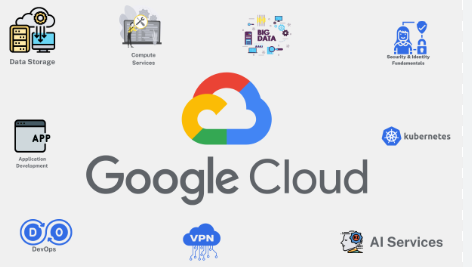 Data Storage
Compute
Services
BIG
DATA
Security & Identity
Fundamentals
APP
Application
Development
kubernetes
Google Cloud
D O
DevOps
VPN
AI Services